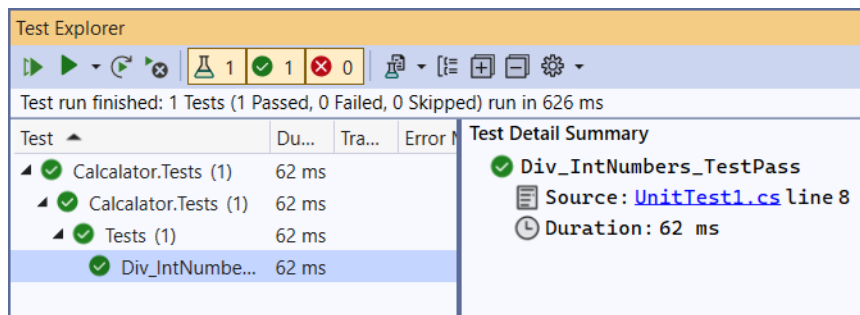 Test Explorer
1 1 0
Test run finished: 1 Tests (1 Passed, 0 Failed, 0 Skipped) run in 626 ms
Test Du... Tra... Error
Calcalator.Tests (1) 62 ms
Calcalator.Tests (1) 62 ms
Tests (1) 62 ms
Div_IntNumbe... 62 ms
Test Detail Summary
Div_IntNumbers_TestPass
Source: UnitTest1.cs line 8
Duration: 62 ms